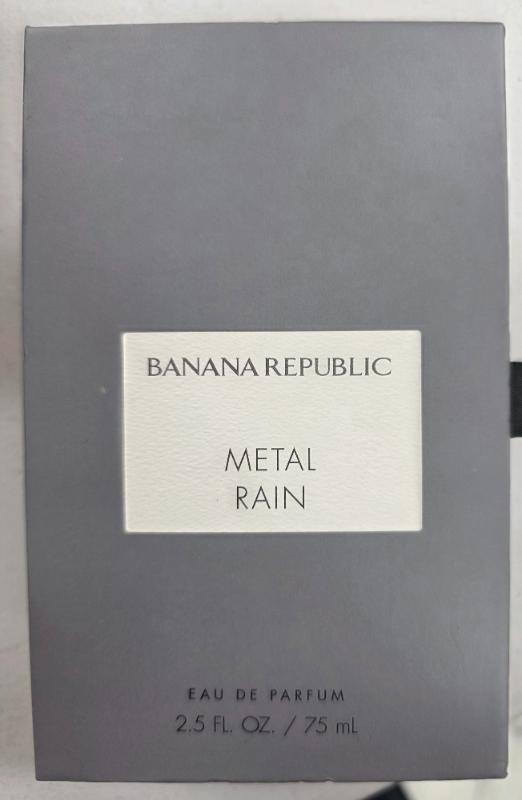 BANANA REPUBLIC
METAL
RAIN
EAU DE PARFUM
2.5 FL. OZ. / 75 mL